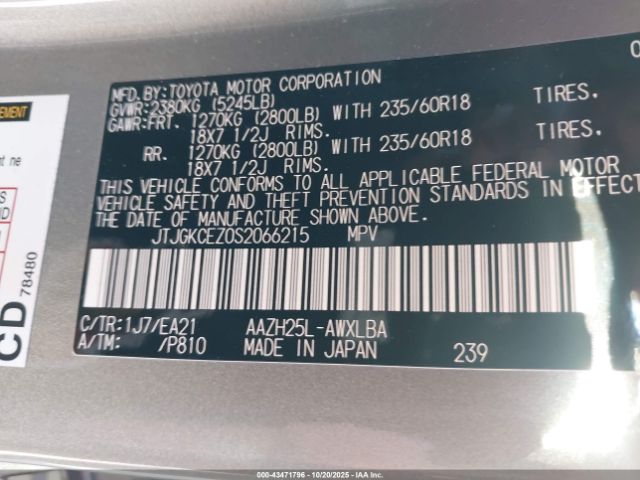 MFD. BY:TOYOTA MOTOR CORPORATION
GVWR:2380KG (5245LB)
GAWR:FRT. 1270KG (2800LB) WITH 235/60R18 TIRES.
18X7 1/2J RIMS.
RR. 1270KG (2800LB) WITH 235/60R18 TIRES.
18X7 1/2J RIMS.
THIS VEHICLE CONFORMS TO ALL APPLICABLE FEDERAL MOTOR
VEHICLE SAFETY AND THEFT PREVENTION STANDARDS IN EFFECT
THE DATE OF MANUFACTURE SHOWN ABOVE.
JTJGKCEZ0S2066215 MPV
C/TR:1J7/EA21 AAZH25L-AWXLBA
A/TM: /P810 MADE IN JAPAN 239
CD 78480
000-43471796 | 10/20/2025 | IAAI